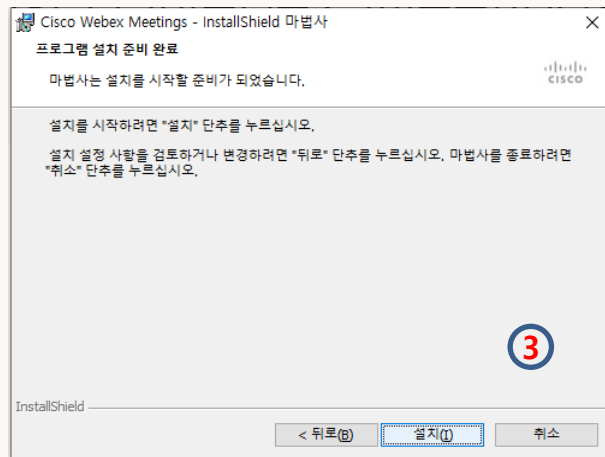 Cisco Webex Meetings - InstallShield 마법사
프로그램 설치 준비 완료
마법사는 설치를 시작할 준비가 되었습니다.
CISCO
설치를 시작하려면 "설치" 단추를 누르십시오.
설치 설정 사항을 검토하거나 변경하려면 "뒤로" 단추를 누르십시오. 마법사를 종료하려면
"취소" 단추를 누르십시오.
3
InstallShield
< 뒤로(B) 설치(I) 취소